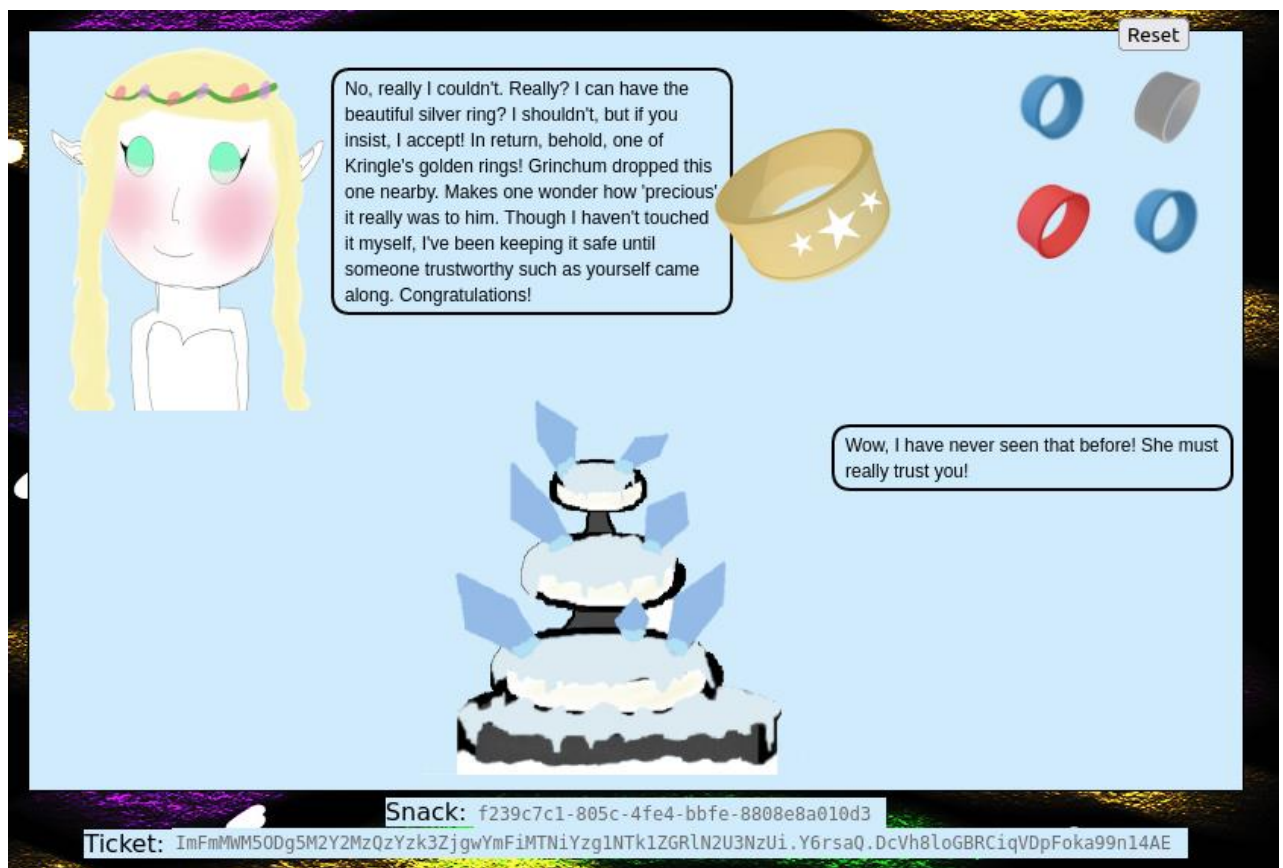 Reset
No, really I couldn't. Really? I can have the
beautiful silver ring? I shouldn't, but if you
insist, I accept! In return, behold, one of
Kringle's golden rings! Grinchum dropped this
one nearby. Makes one wonder how 'precious'
it really was to him. Though I haven't touched
it myself, I've been keeping it safe until
someone trustworthy such as yourself came
along. Congratulations!
Wow, I have never seen that before! She must
really trust you!
Snack: f239c7c1-805c-4fe4-bbfe-8808e8a010d3
Ticket: ImFmMWM5ODg5M2Y2MzQzYzk3ZjgwYmFiMTNiYzg1NTk1ZGRlN2U3NzUi.Y6rsaQ.DcVh8loGBRCiqVDpFoka99n14AE